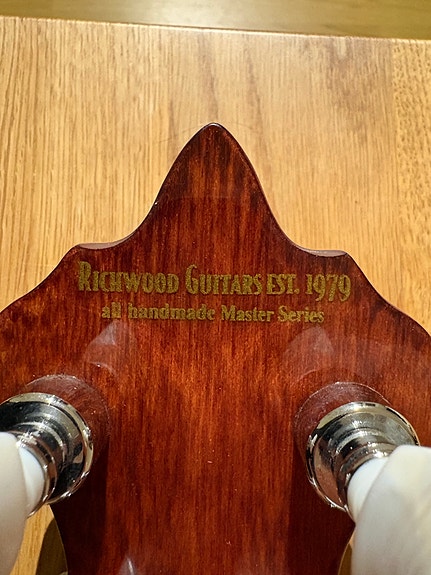 Richwood Guitars est. 1979
all handmade Master Series